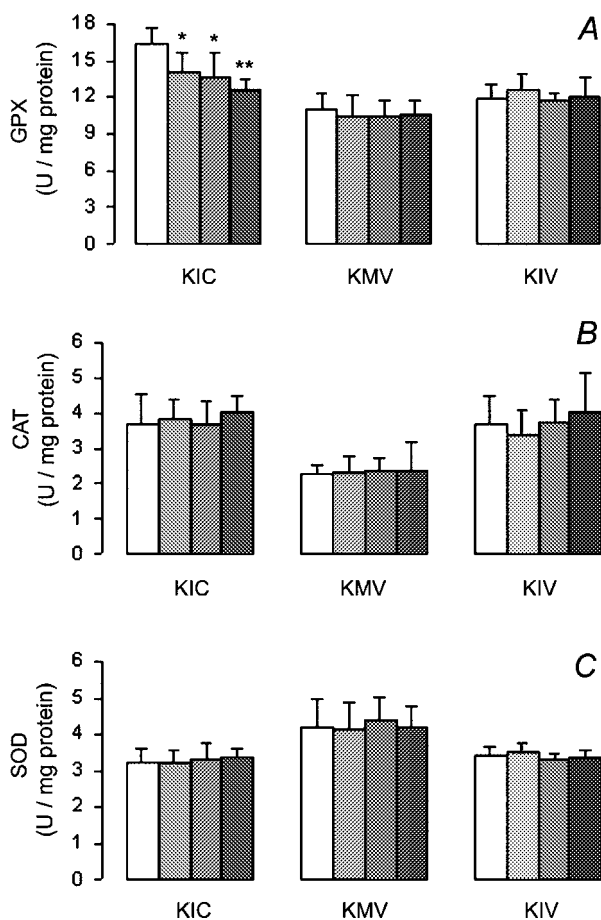 A
GPX
(U / mg protein)
18
15
12
9
6
3
0
* * **
KIC KMV KIV
B
CAT
(U / mg protein)
6
5
4
3
2
1
0
KIC KMV KIV
C
SOD
(U / mg protein)
6
5
4
3
2
1
0
KIC KMV KIV